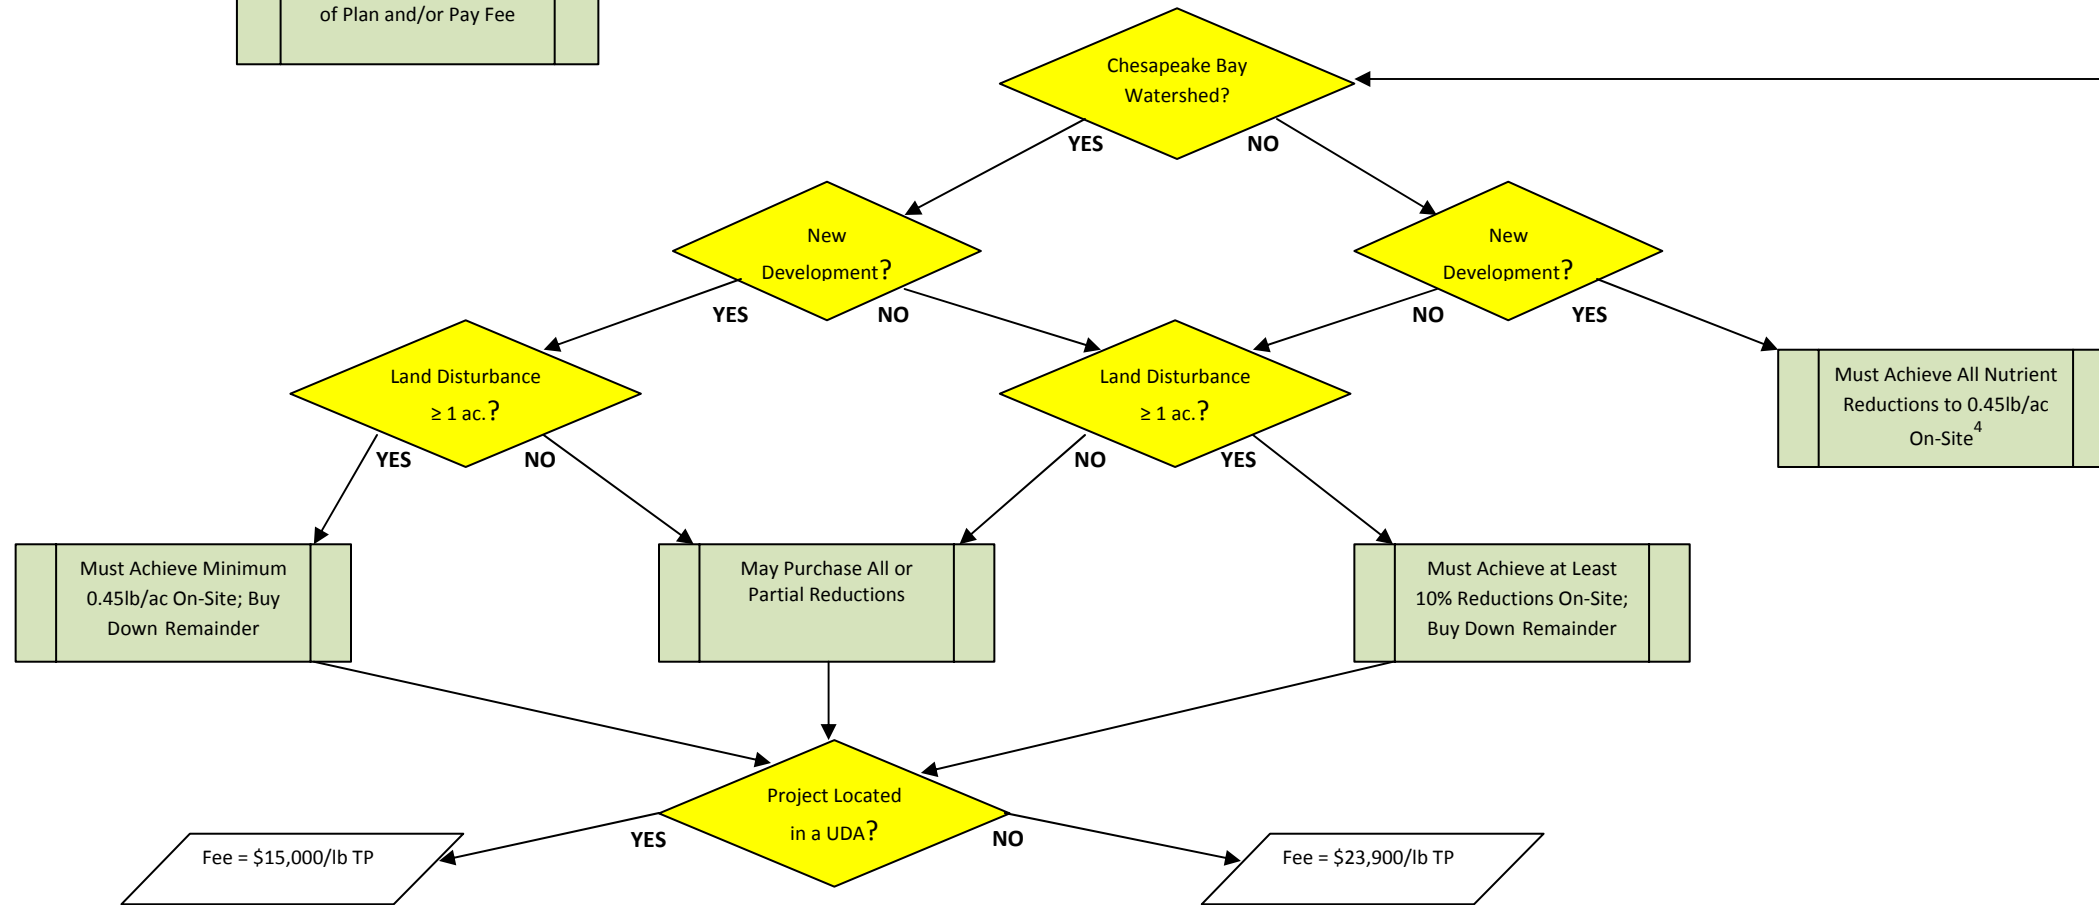 of Plan and/or Pay Fee
Chesapeake Bay
Watershed?
YES
NO
New
Development?
YES
NO
New
Development?
NO
YES
Land Disturbance
≥ 1 ac.?
YES
NO
Land Disturbance
≥ 1 ac.?
NO
YES
Must Achieve All Nutrient
Reductions to 0.45lb/ac
On-Site4
Must Achieve Minimum
0.45lb/ac On-Site; Buy
Down Remainder
May Purchase All or
Partial Reductions
Must Achieve at Least
10% Reductions On-Site;
Buy Down Remainder
Project Located
in a UDA?
YES
NO
Fee = $15,000/lb TP
Fee = $23,900/lb TP